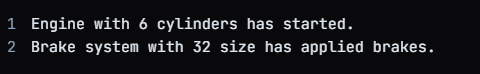 1 Engine with 6 cylinders has started.
2 Brake system with 32 size has applied brakes.